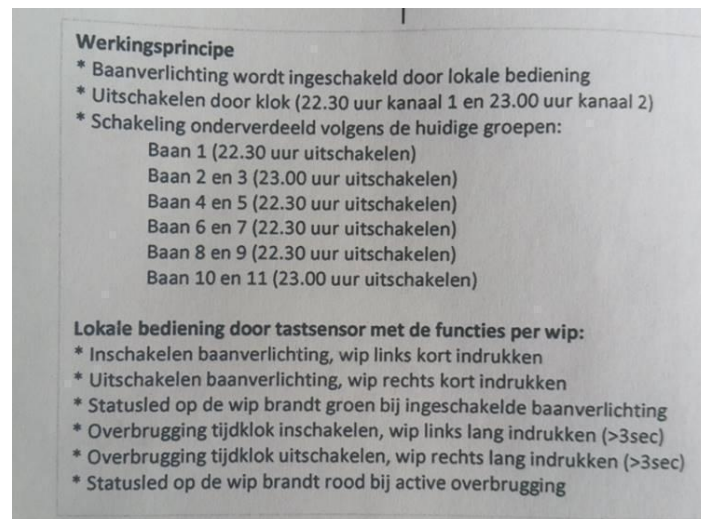 Werkingsprincipe
* Baanverlichting wordt ingeschakeld door lokale bediening
* Uitschakelen door klok (22.30 uur kanaal 1 en 23.00 uur kanaal 2)
* Schakeling onderverdeeld volgens de huidige groepen:
Baan 1 (22.30 uur uitschakelen)
Baan 2 en 3 (23.00 uur uitschakelen)
Baan 4 en 5 (22.30 uur uitschakelen)
Baan 6 en 7 (22.30 uur uitschakelen)
Baan 8 en 9 (22.30 uur uitschakelen)
Baan 10 en 11 (23.00 uur uitschakelen)
Lokale bediening door tastsensor met de functies per wip:
* Inschakelen baanverlichting, wip links kort indrukken
* Uitschakelen baanverlichting, wip rechts kort indrukken
* Statusled op de wip brandt groen bij ingeschakelde baanverlichting
* Overbrugging tijdklok inschakelen, wip links lang indrukken (>3sec)
* Overbrugging tijdklok uitschakelen, wip rechts lang indrukken (>3sec)
* Statusled op de wip brandt rood bij active overbrugging